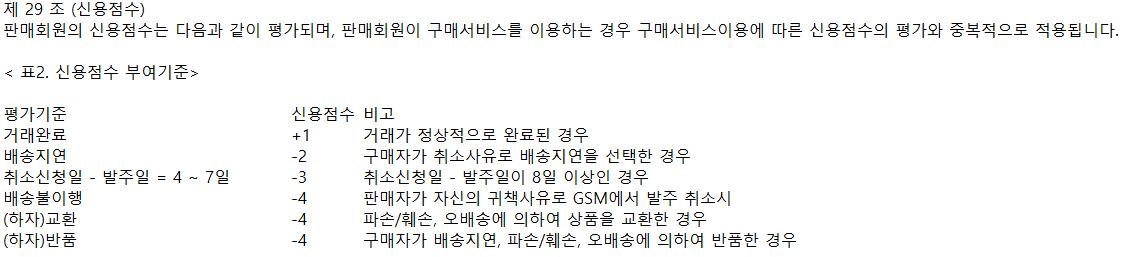 제 29 조 (신용점수)
판매회원의 신용점수는 다음과 같이 평가되며, 판매회원이 구매서비스를 이용하는 경우 구매서비스이용에 따른 신용점수의 평가와 중복적으로 적용됩니다.
< 표2. 신용점수 부여기준>
평가기준 신용점수 비고
거래완료 +1 거래가 정상적으로 완료된 경우
배송지연 -2 구매자가 취소사유로 배송지연을 선택한 경우
취소신청일 - 발주일 = 4 ~ 7일 -3 취소신청일 - 발주일이 8일 이상인 경우
배송불이행 -4 판매자가 자신의 귀책사유로 GSM에서 발주 취소시
(하자)교환 -4 파손/훼손, 오배송에 의하여 상품을 교환한 경우
(하자)반품 -4 구매자가 배송지연, 파손/훼손, 오배송에 의하여 반품한 경우